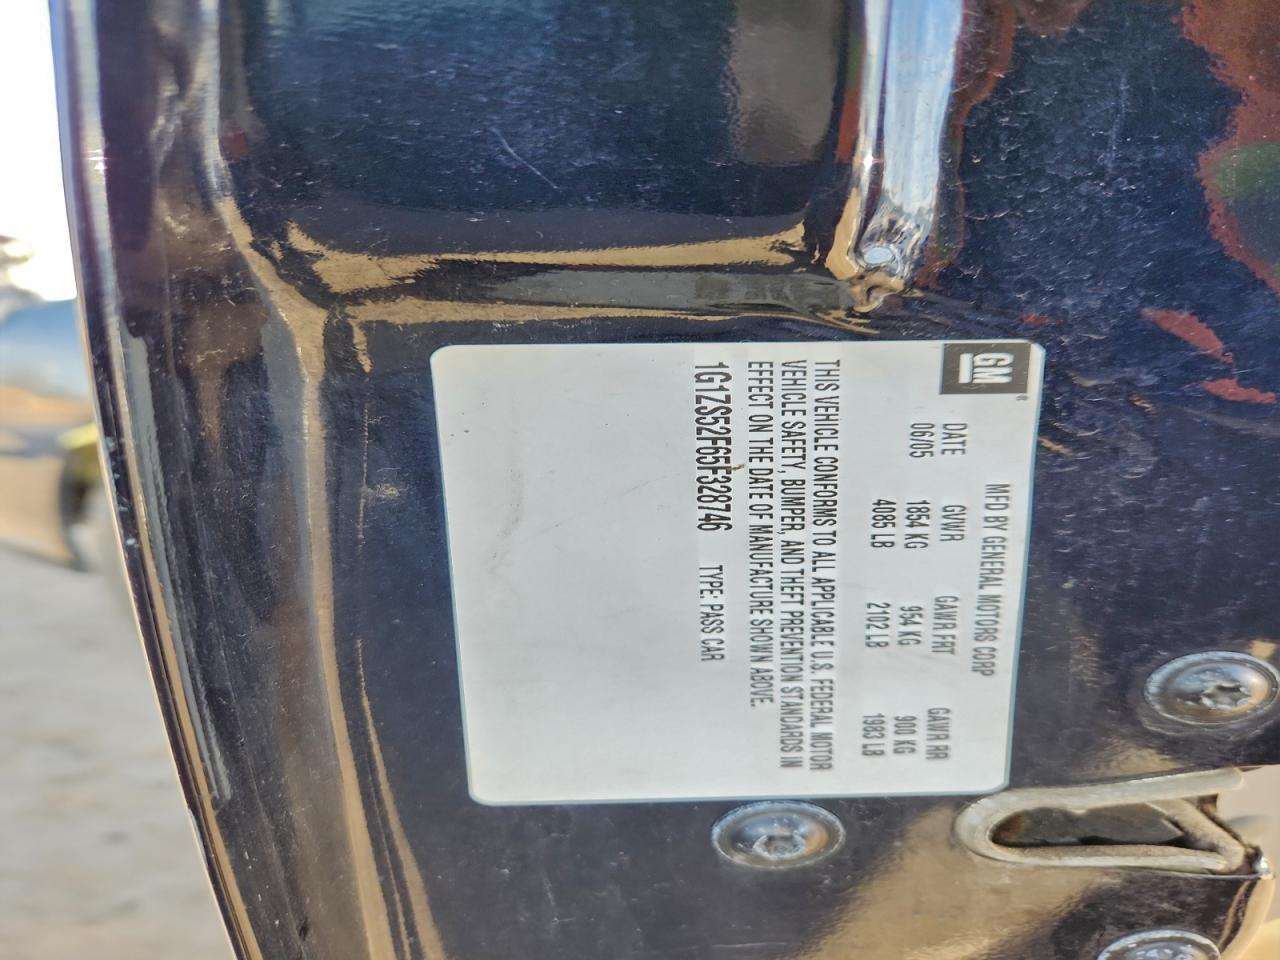 GM
MFD BY GENERAL MOTORS CORP
DATE GVWR GAWR FRT GAWR RR
06/05 1854 KG 954 KG 900 KG
4085 LB 2102 LB 1983 LB
THIS VEHICLE CONFORMS TO ALL APPLICABLE U.S. FEDERAL MOTOR
VEHICLE SAFETY, BUMPER, AND THEFT PREVENTION STANDARDS IN
EFFECT ON THE DATE OF MANUFACTURE SHOWN ABOVE.
1G1ZS52F65F328746 TYPE: PASS CAR